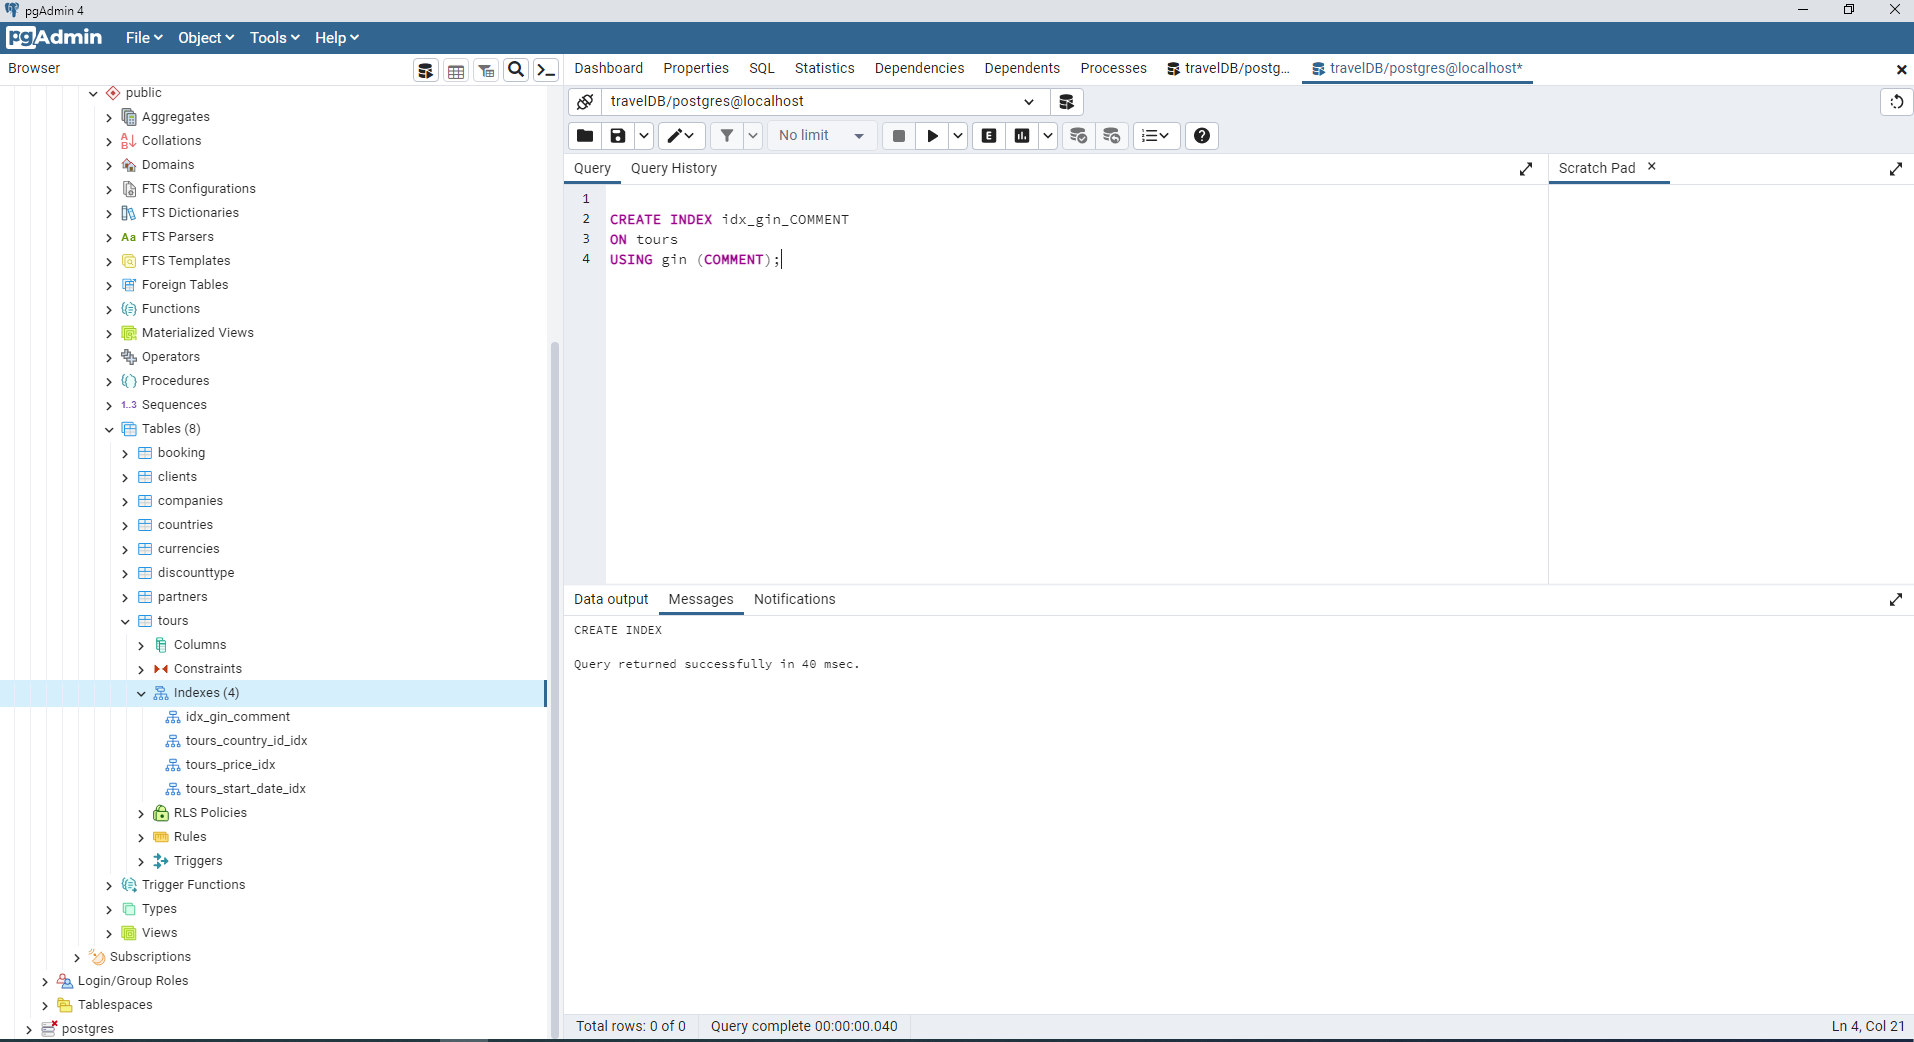 pgAdmin 4
pgAdmin File Object Tools Help
Browser
Dashboard Properties SQL Statistics Dependencies Dependents Processes travelDB/postg... travelDB/postgres@localhost*
public
Aggregates
Collations
Domains
FTS Configurations
FTS Dictionaries
Aa FTS Parsers
FTS Templates
Foreign Tables
Functions
Materialized Views
Operators
Procedures
1..3 Sequences
Tables (8)
booking
clients
companies
countries
currencies
discounttype
partners
tours
Columns
Constraints
Indexes (4)
idx_gin_comment
tours_country_id_idx
tours_price_idx
tours_start_date_idx
RLS Policies
Rules
Triggers
Trigger Functions
Types
Views
Subscriptions
Login/Group Roles
Tablespaces
postgres
travelDB/postgres@localhost
No limit
E
Query Query History
Scratch Pad
1
2 CREATE INDEX idx_gin_COMMENT
3 ON tours
4 USING gin (COMMENT);
Data output Messages Notifications
CREATE INDEX
Query returned successfully in 40 msec.
Total rows: 0 of 0 Query complete 00:00:00.040 Ln 4, Col 21